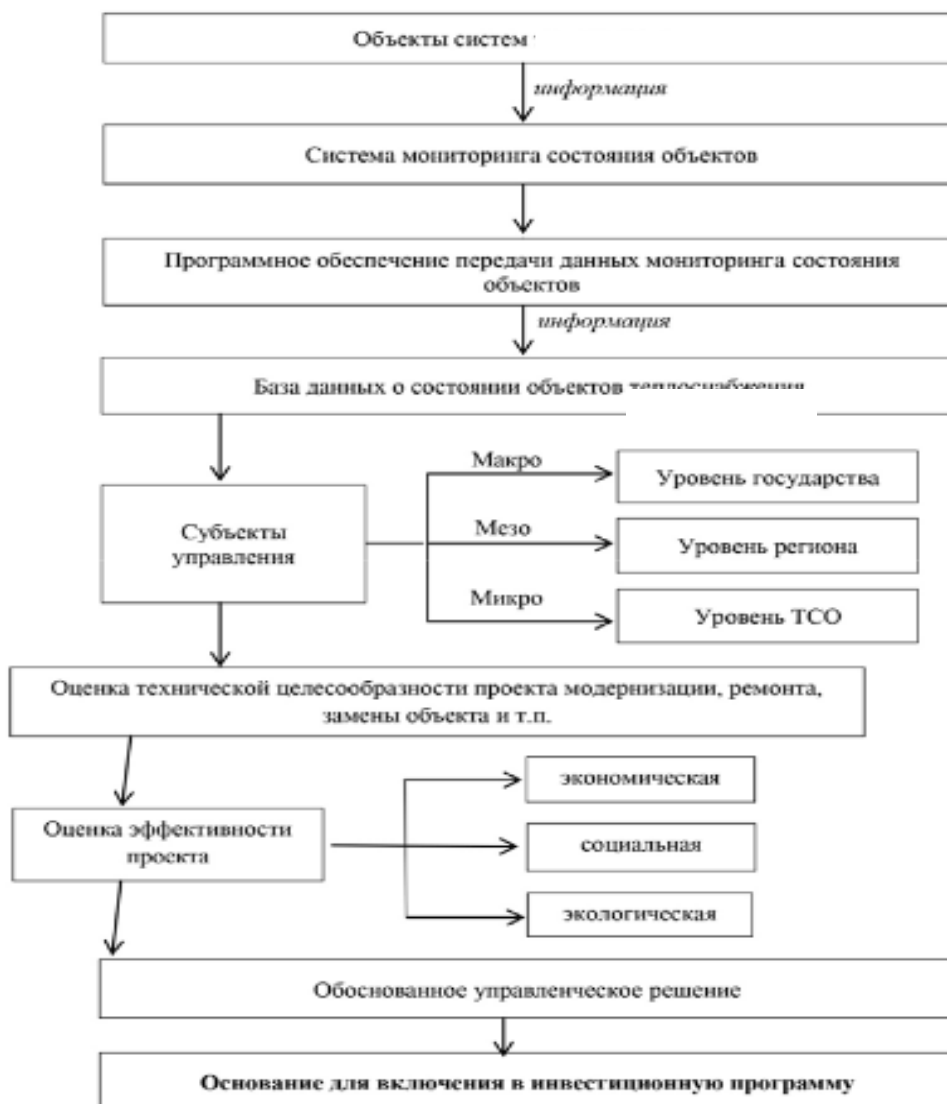 Объекты систем
информация
Система мониторинга состояния объектов
Программное обеспечение передачи данных мониторинга состояния
объектов
информация
База данных о состоянии объектов теплоснабжения
Макро
Уровень государства
Субъекты
управления
Мезо
Уровень региона
Микро
Уровень ТСО
Оценка технической целесообразности проекта модернизации, ремонта,
замены объекта и т.п.
экономическая
Оценка эффективности
проекта
социальная
экологическая
Обоснованное управленческое решение
Основание для включения в инвестиционную программу